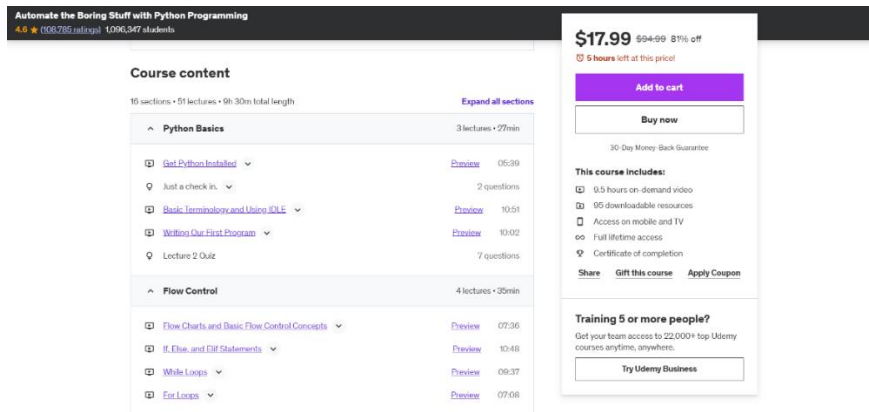 Automate the Boring Stuff with Python Programming
4.6 ★ (108,785 ratings) 1,096,347 students
Course content
16 sections • 51 lectures • 9h 30m total length
Expand all sections
Python Basics
3 lectures • 27min
Get Python Installed
Preview
05:39
Just a check in.
2 questions
Basic Terminology and Using IDLE
Preview
10:51
Writing Our First Program
Preview
10:02
Lecture 2 Quiz
7 questions
Flow Control
4 lectures • 35min
Flow Charts and Basic Flow Control Concepts
Preview
07:36
If, Else, and Elif Statements
Preview
10:48
While Loops
Preview
09:37
For Loops
Preview
07:08
$17.99 $94.99 81% off
5 hours left at this price!
Add to cart
Buy now
30-Day Money-Back Guarantee
This course includes:
9.5 hours on-demand video
95 downloadable resources
Access on mobile and TV
Full lifetime access
Certificate of completion
Share
Gift this course
Apply Coupon
Training 5 or more people?
Get your team access to 22,000+ top Udemy
courses anytime, anywhere.
Try Udemy Business